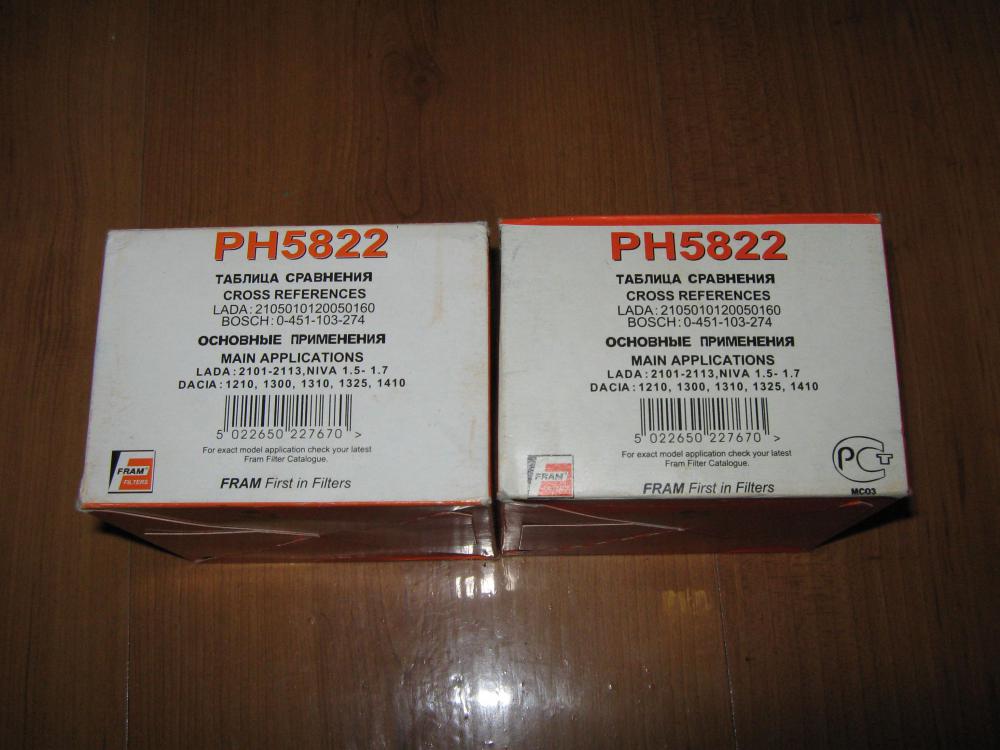 PH5822
ТАБЛИЦА СРАВНЕНИЯ
CROSS REFERENCES
LADA: 2105010120050160
BOSCH: 0-451-103-274
ОСНОВНЫЕ ПРИМЕНЕНИЯ
MAIN APPLICATIONS
LADA: 2101-2113,NIVA 1.5- 1.7
DACIA: 1210, 1300, 1310, 1325, 1410
5 022650 227670 >
For exact model application check your latest
Fram Filter Catalogue.
FRAM
FILTERS
FRAM First in Filters
PH5822
ТАБЛИЦА СРАВНЕНИЯ
CROSS REFERENCES
LADA: 2105010120050160
BOSCH: 0-451-103-274
ОСНОВНЫЕ ПРИМЕНЕНИЯ
MAIN APPLICATIONS
LADA: 2101-2113,NIVA 1.5- 1.7
DACIA: 1210, 1300, 1310, 1325, 1410
5 022650 227670 >
For exact model application check your latest
Fram Filter Catalogue.
FRAM
FRAM First in Filters
РСТ
МС03